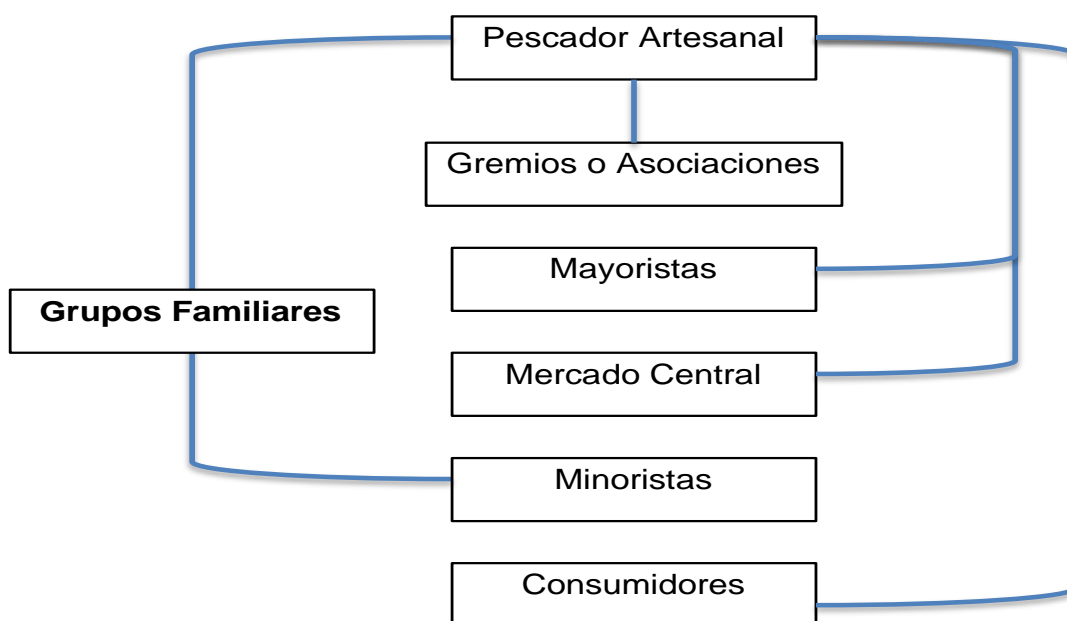 Pescador Artesanal
Gremios o Asociaciones
Mayoristas
Grupos Familiares
Mercado Central
Minoristas
Consumidores